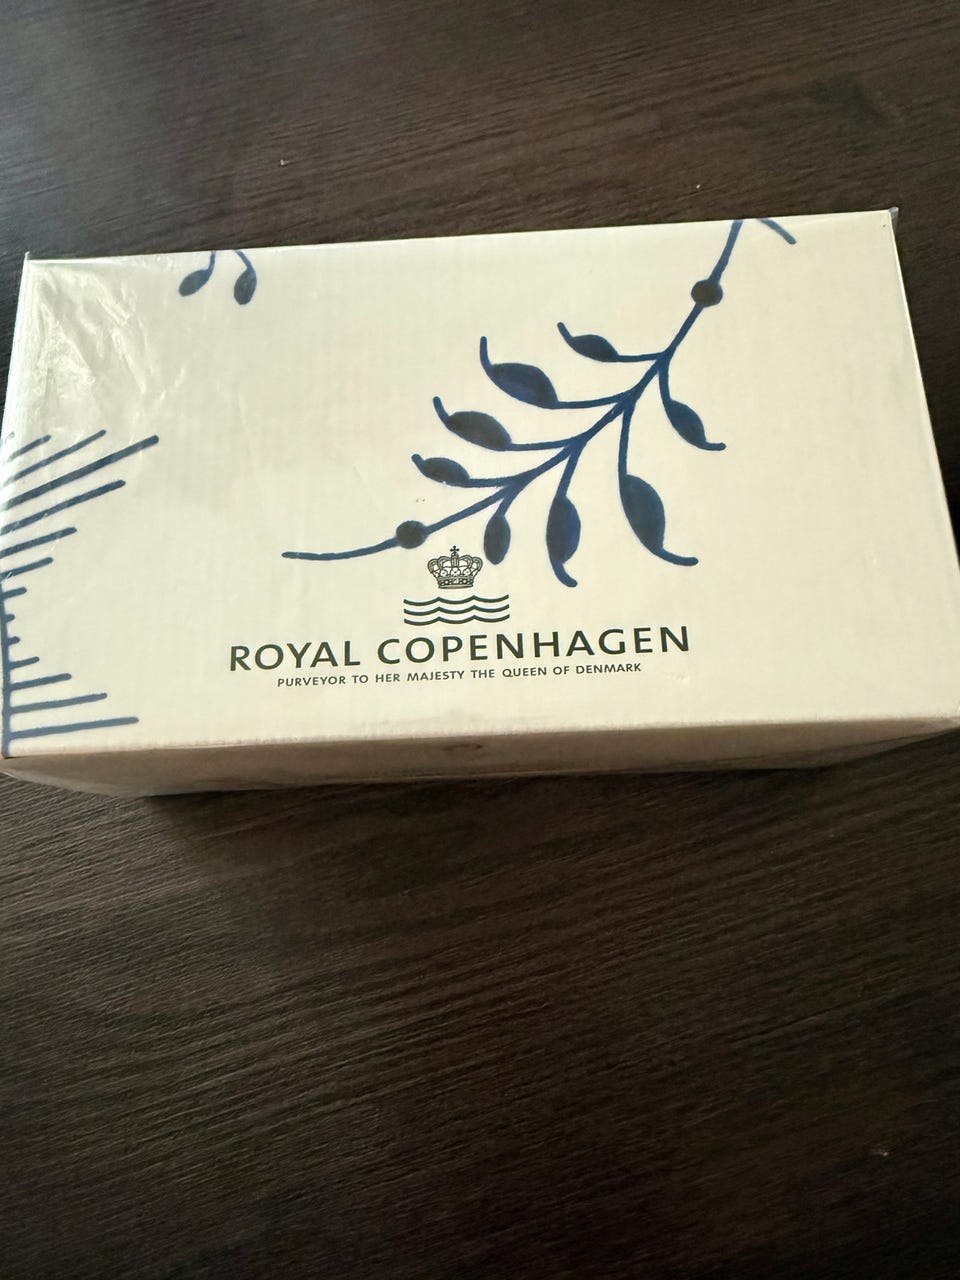 ROYAL COPENHAGEN
PURVEYOR TO HER MAJESTY THE QUEEN OF DENMARK